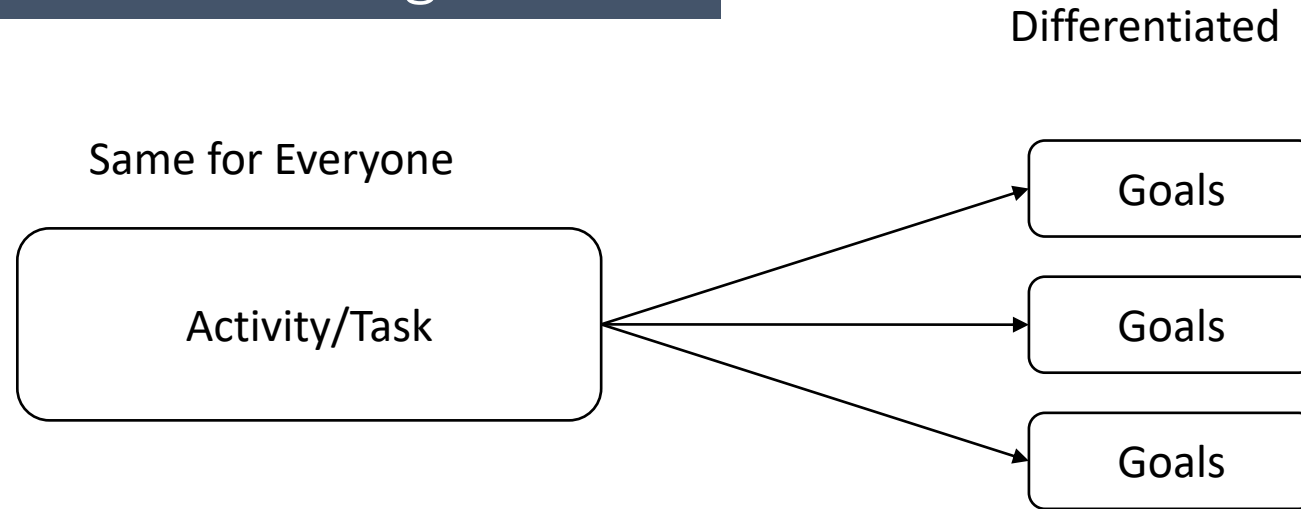 Differentiated
Same for Everyone
Goals
Activity/Task
Goals
Goals